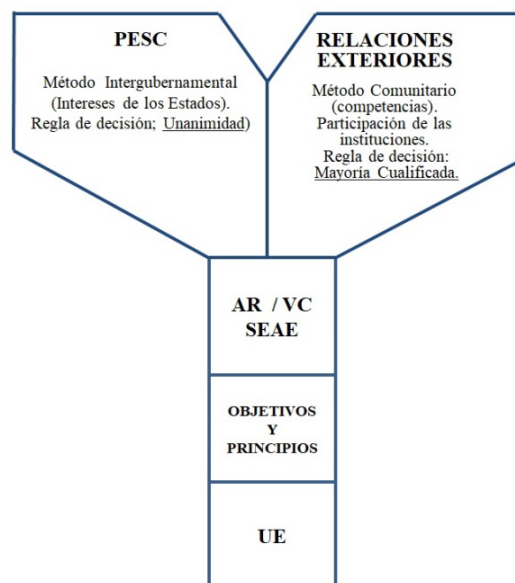 PESC
Método Intergubernamental
(Intereses de los Estados).
Regla de decisión; Unanimidad)
RELACIONES
EXTERIORES
Método Comunitario
(competencias).
Participación de las
instituciones.
Regla de decisión:
Mayoría Cualificada.
AR / VC
SEAE
OBJETIVOS
Y
PRINCIPIOS
UE